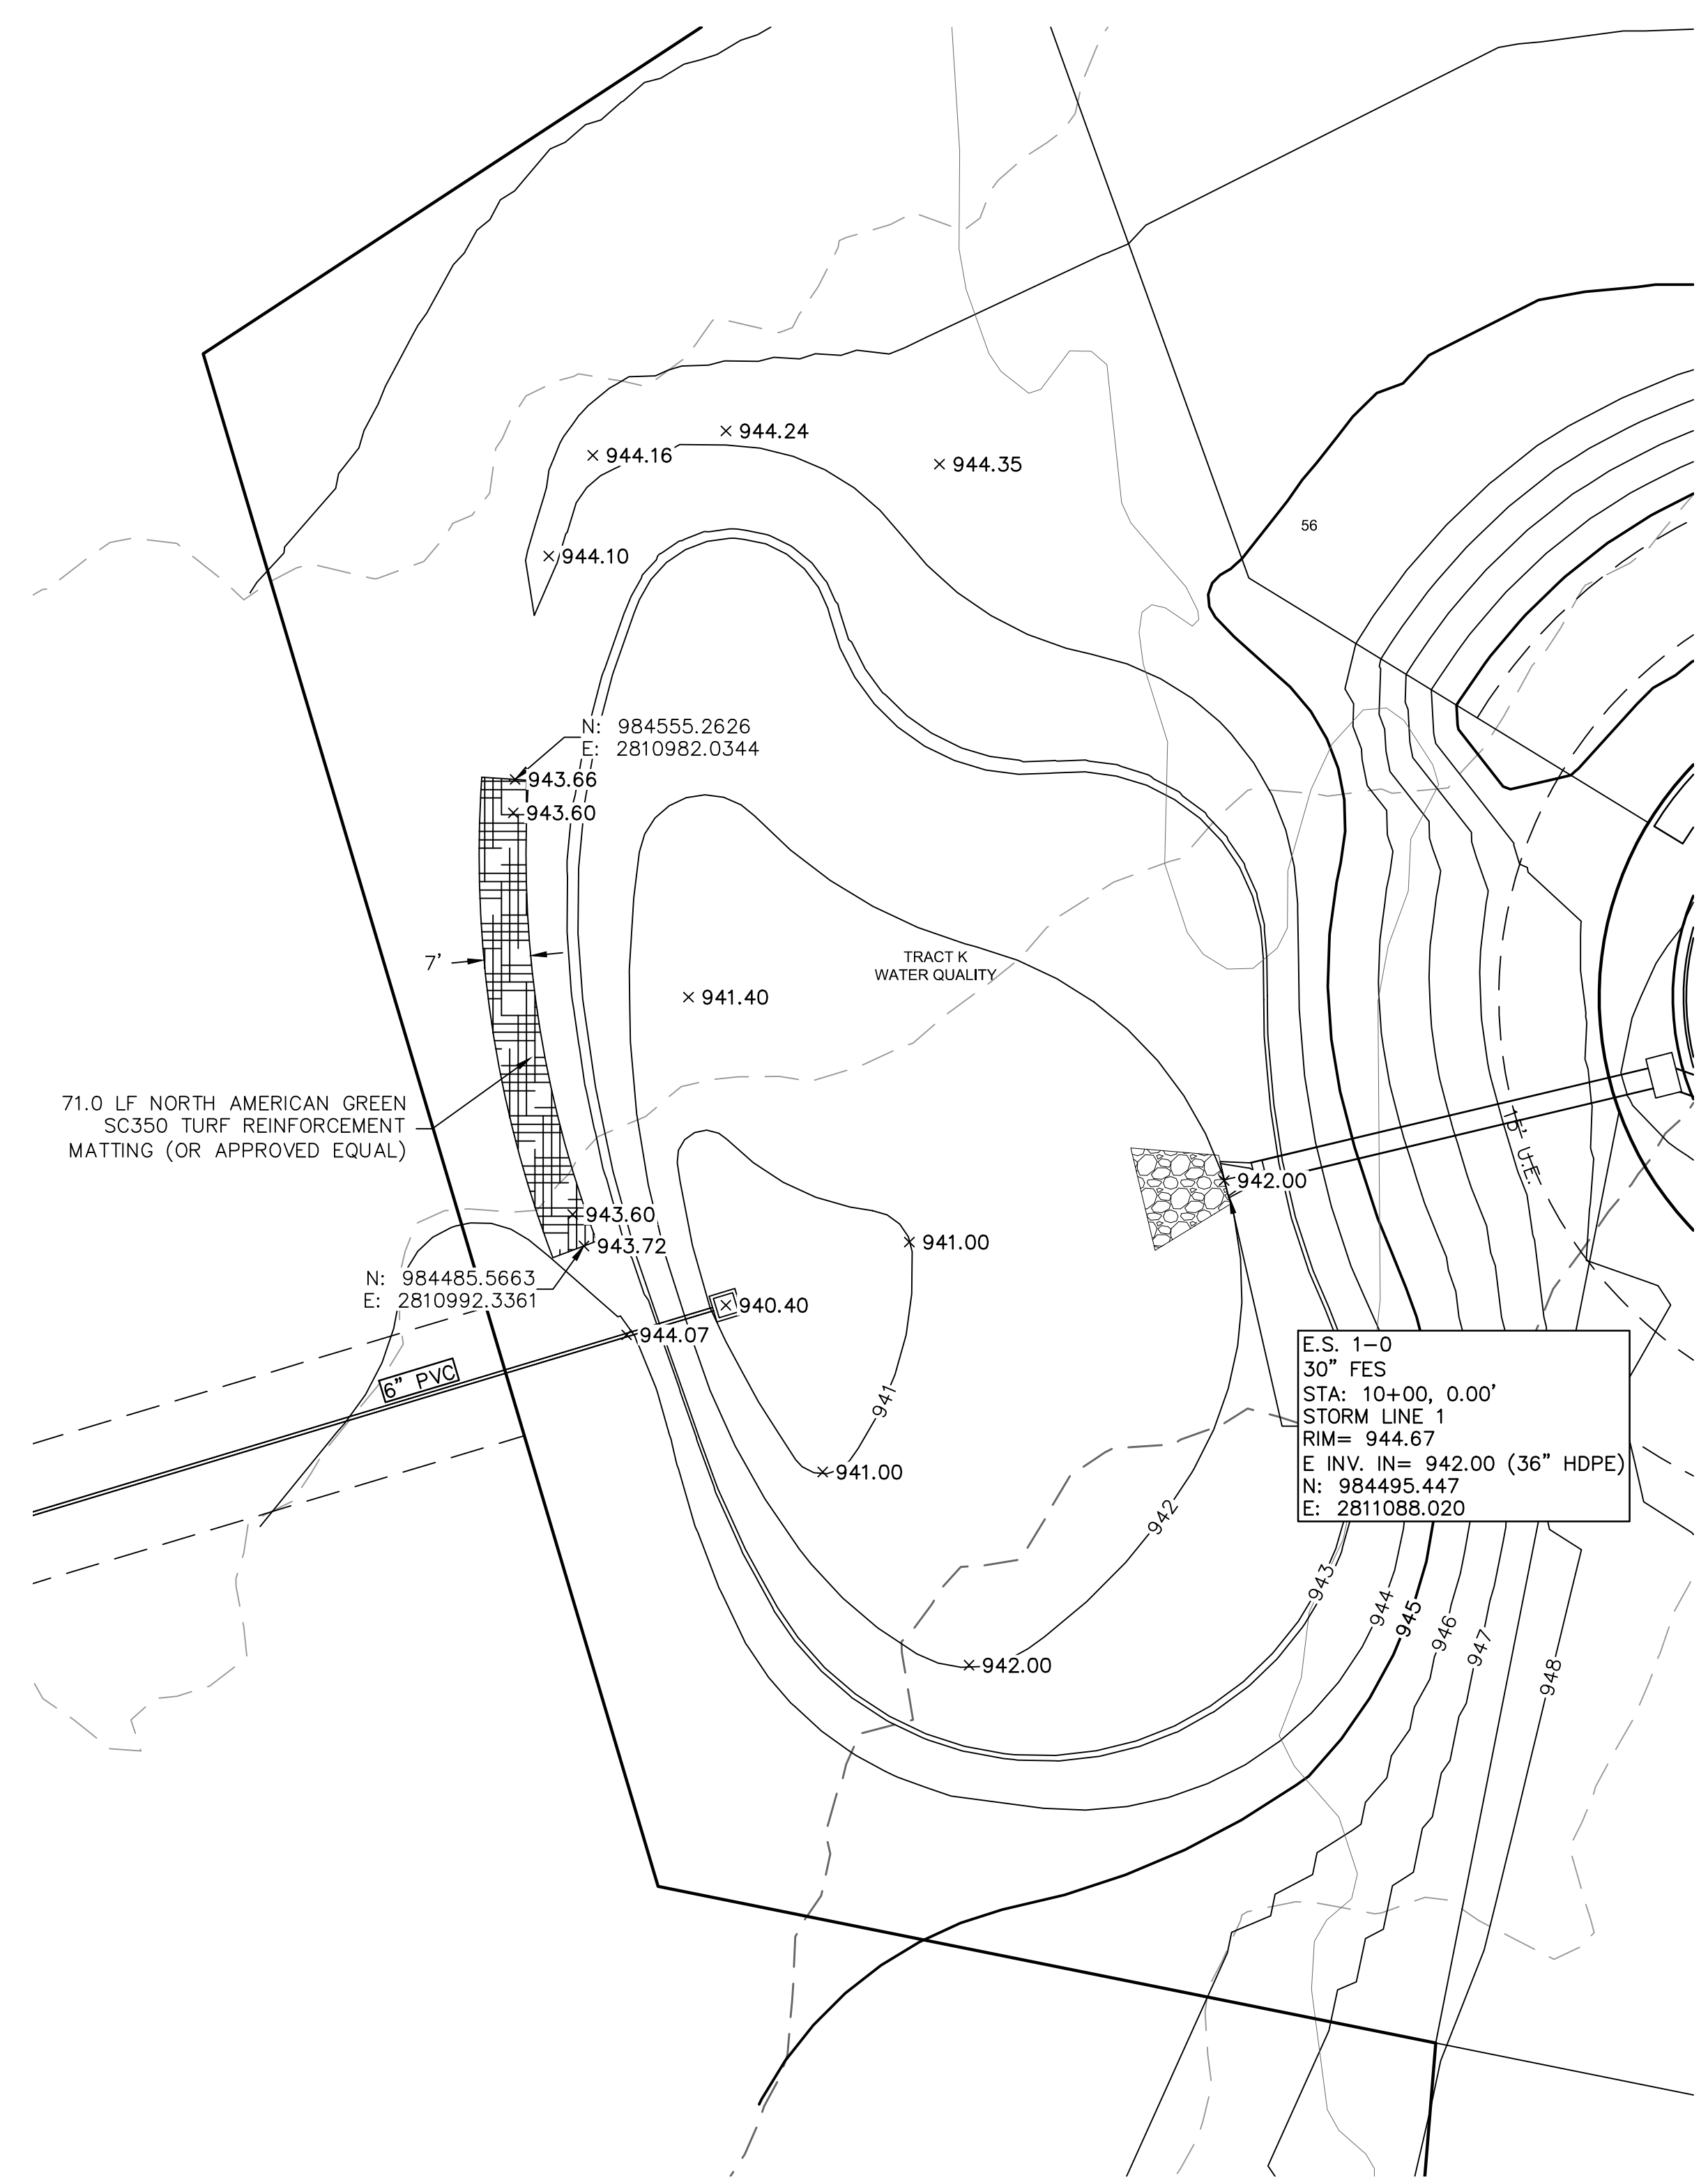 944.24
944.16
944.35
56
944.10
N: 984555.2626
E: 2810982.0344
943.66
943.60
TRACT K
WATER QUALITY
7'
941.40
71.0 LF NORTH AMERICAN GREEN
SC350 TURF REINFORCEMENT
MATTING (OR APPROVED EQUAL)
15' U.E.
942.00
943.60
943.72
941.00
N: 984485.5663
E: 2810992.3361
940.40
944.07
6" PVC
E.S. 1-0
30" FES
STA: 10+00, 0.00'
STORM LINE 1
RIM= 944.67
E INV. IN= 942.00 (36" HDPE)
N: 984495.447
E: 2811088.020
941
941.00
942
943
944
945
946
947
948
942.00